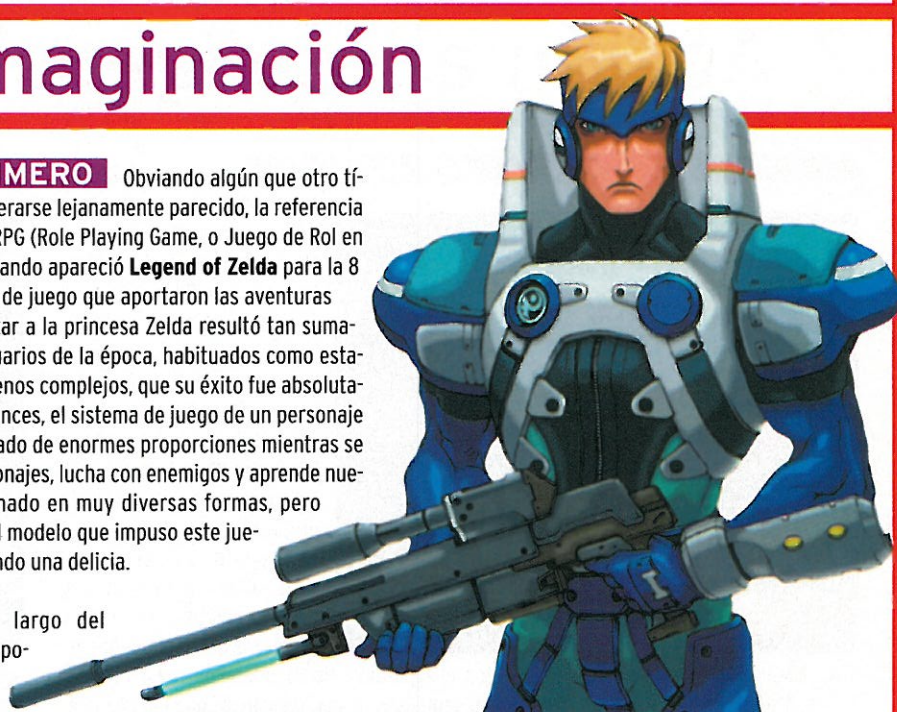 maginación
MERO Obviando algún que otro tí-
erarse lejanamente parecido, la referencia
RPG (Role Playing Game, o Juego de Rol en
ando apareció Legend of Zelda para la 8
de juego que aportaron las aventuras
ar a la princesa Zelda resultó tan suma-
uarios de la época, habituados como esta-
enos complejos, que su éxito fue absoluta-
nces, el sistema de juego de un personaje
ado de enormes proporciones mientras se
onajes, lucha con enemigos y aprende nue-
nado en muy diversas formas, pero
l modelo que impuso este jue-
ndo una delicia.
largo del
po-